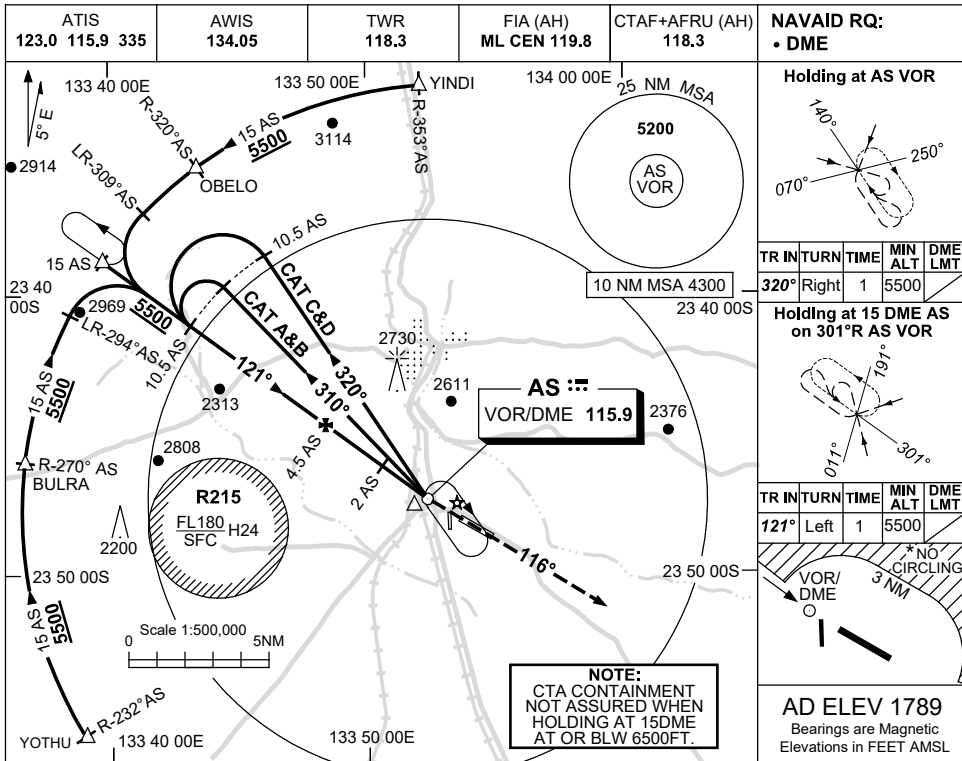 ATIS
123.0 115.9 335
AWIS
134.05
TWR
118.3
FIA (AH)
ML CEN 119.8
CTAF+AFRU (AH)
118.3
NAVAID RQ:
• DME
133 40 00E
133 50 00E
134 00 00E
5° E
2914
R-320°AS
15 AS
5500
YINDI
R-353°AS
3114
OBELO
LR-309°AS
25 NM MSA
5200
AS
VOR
10 NM MSA 4300
15 AS
10.5 AS
CAT C&D
CAT A&B
23 40
00S
23 40 00S
2969
5500
LR-294°AS
10.5 AS
121°
310°
320°
2730
2611
2376
2313
2808
4.5 AS
2 AS
AS
VOR/DME 115.9
15 AS
5500
R-270° AS
BULRA
R215
FL180
SFC
H24
2200
116°
23 50 00S
23 50 00S
15 AS
5500
Scale 1:500,000
0
5NM
R-232°AS
YOTHU
133 40 00E
133 50 00E
NOTE:
CTA CONTAINMENT
NOT ASSURED WHEN
HOLDING AT 15DME
AT OR BLW 6500FT.
Holding at AS VOR
140°
250°
070°
TR IN TURN TIME MIN ALT DME LMT
320° Right 1 5500
Holding at 15 DME AS
on 301°R AS VOR
191°
301°
011°
TR IN TURN TIME MIN ALT DME LMT
121° Left 1 5500
*NO
CIRCLING
VOR/
DME
3 NM
AD ELEV 1789
Bearings are Magnetic
Elevations in FEET AMSL